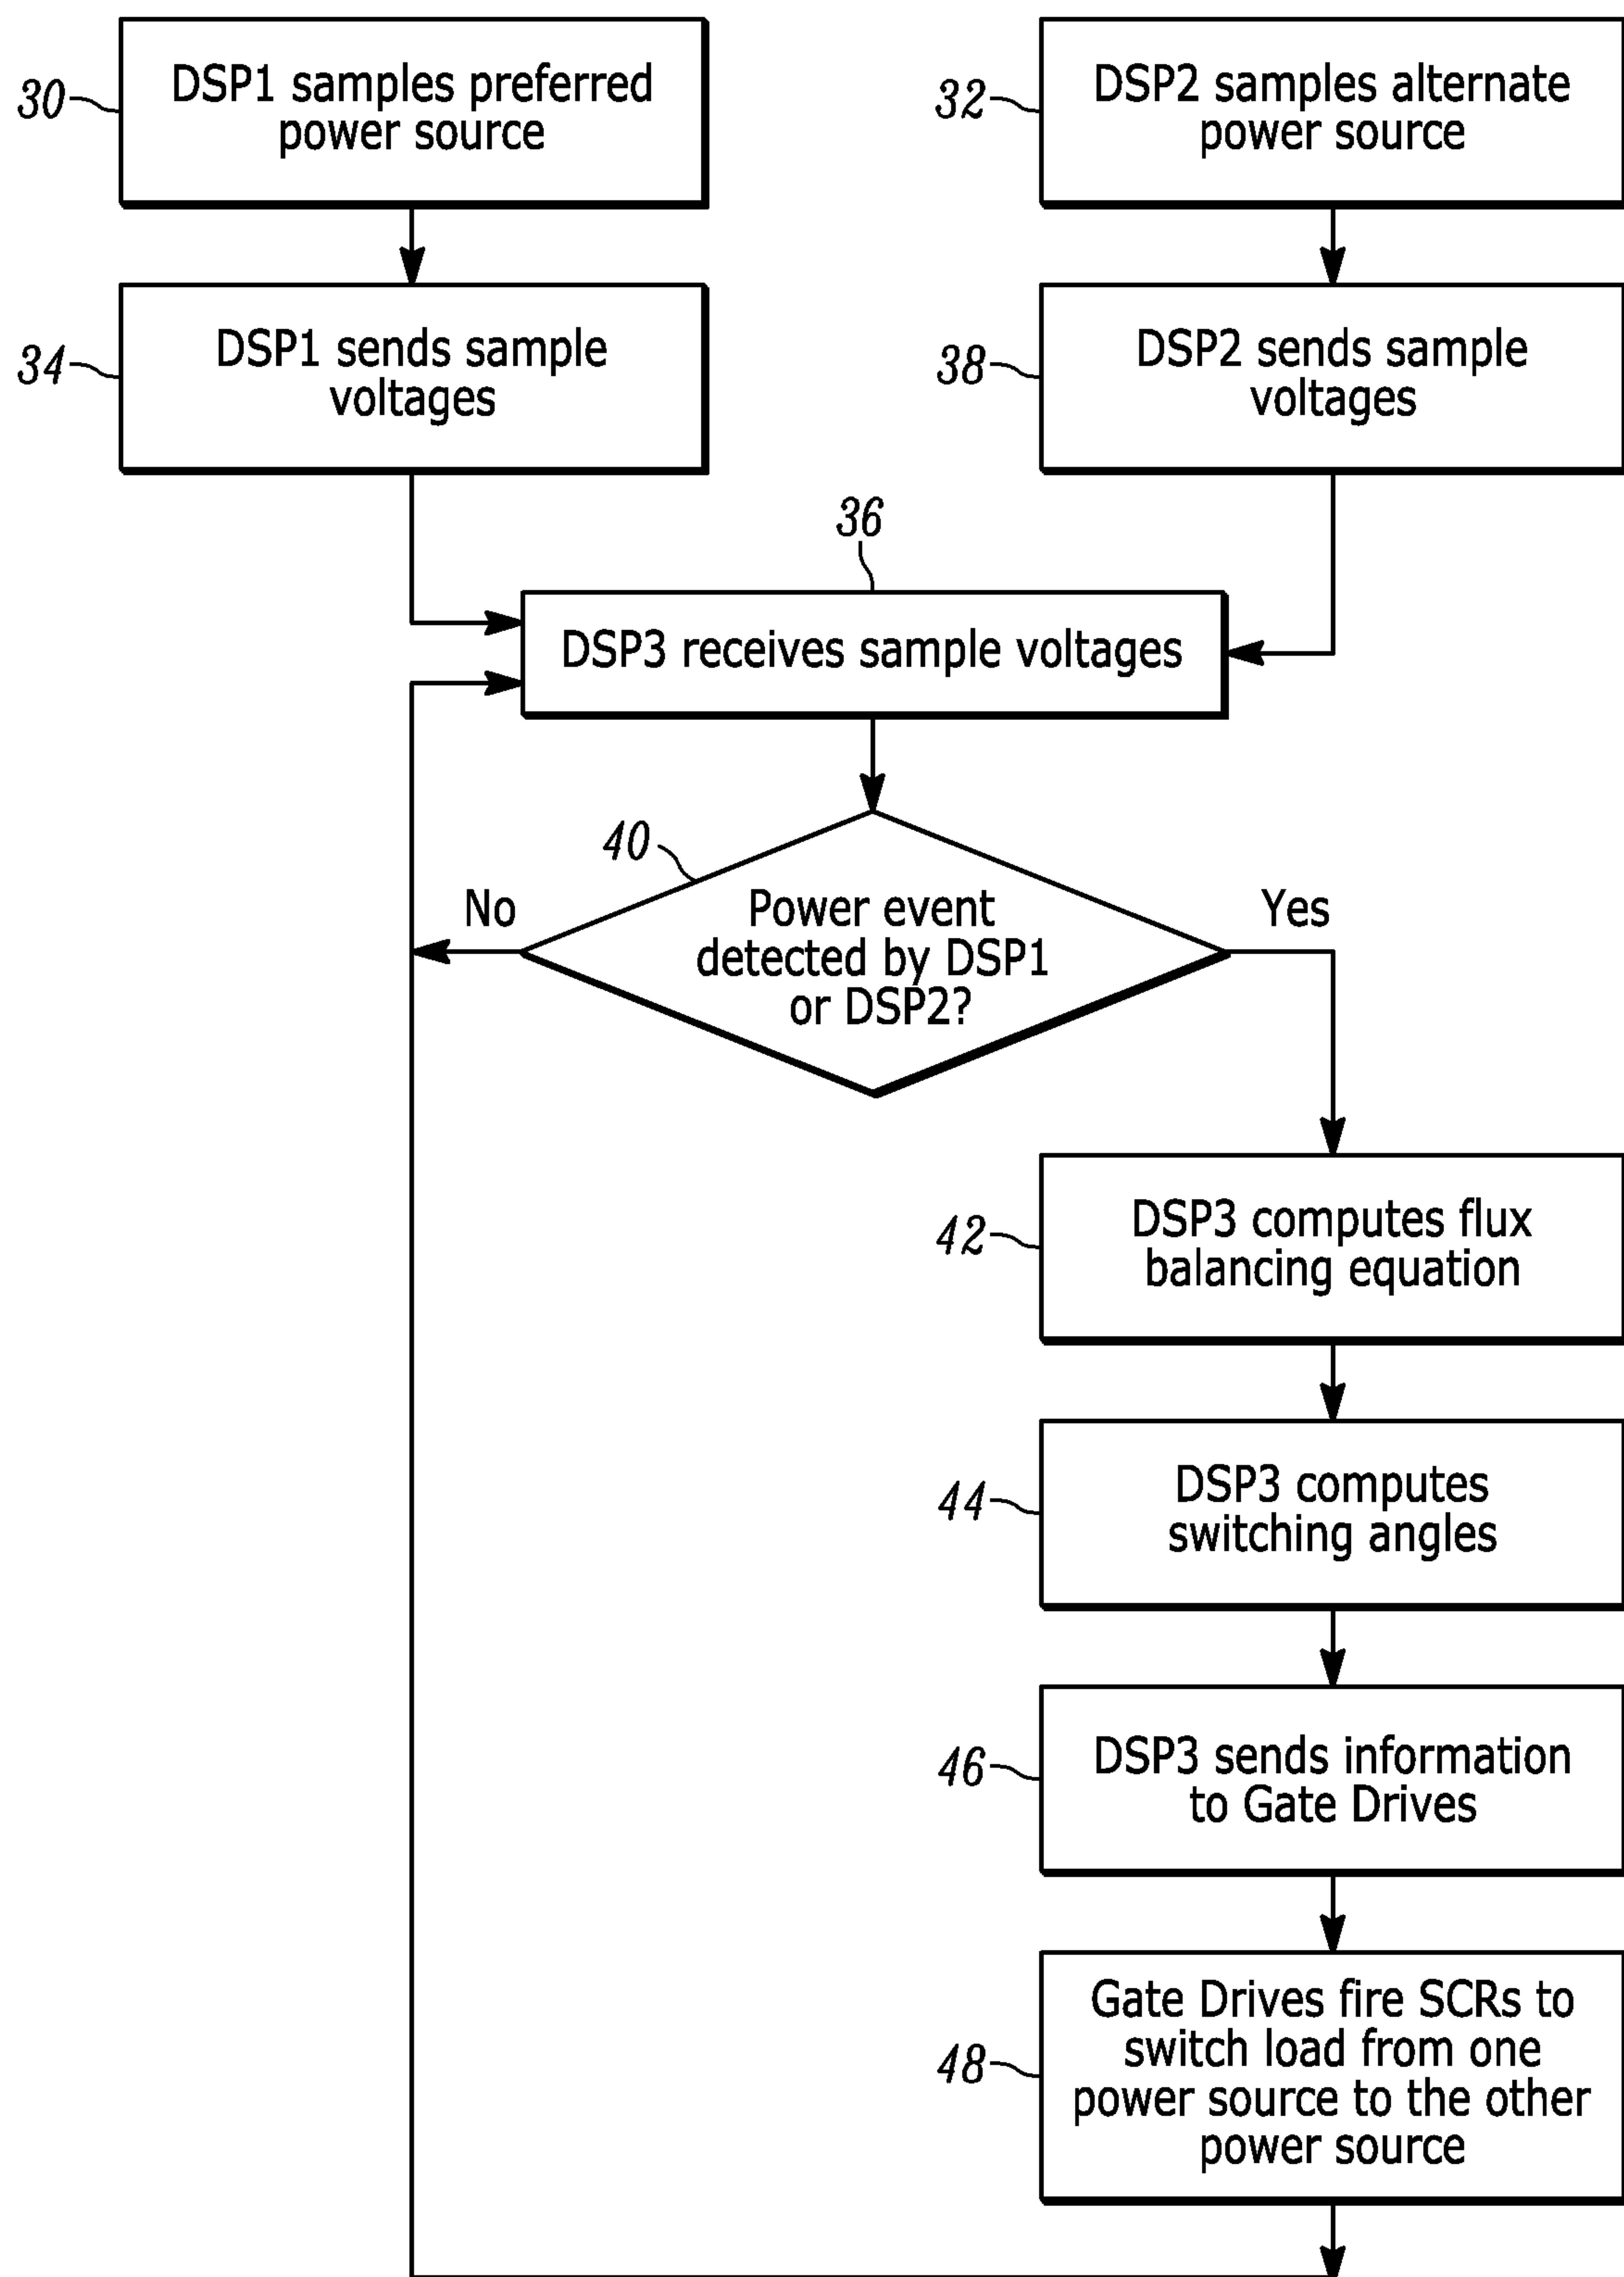 30
DSP1 samples preferred
power source
32
DSP2 samples alternate
power source
34
DSP1 sends sample
voltages
38
DSP2 sends sample
voltages
36
DSP3 receives sample voltages
40
No
Power event
detected by DSP1
or DSP2?
Yes
42
DSP3 computes flux
balancing equation
44
DSP3 computes
switching angles
46
DSP3 sends information
to Gate Drives
48
Gate Drives fire SCRs to
switch load from one
power source to the other
power source